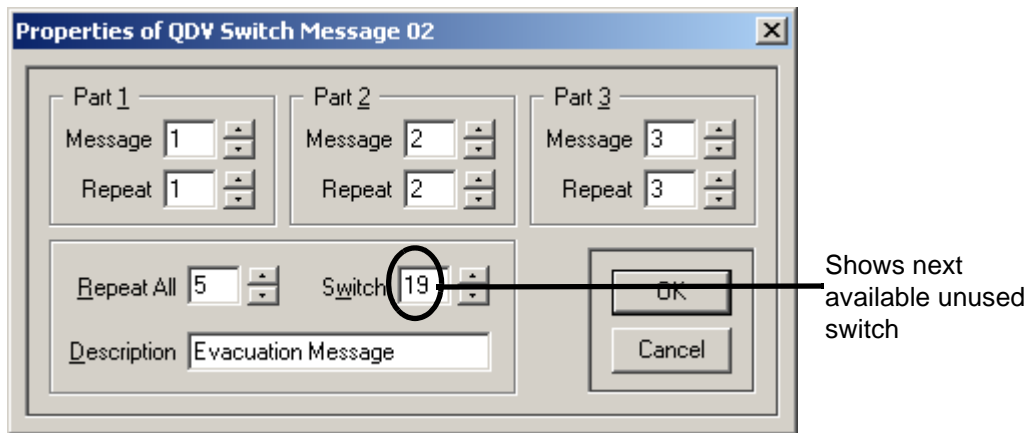 Properties of QDV Switch Message 02
Part 1
Part 2
Part 3
Message 1
Message 2
Message 3
Repeat 1
Repeat 2
Repeat 3
Repeat All 5
Switch 19
Description Evacuation Message
OK
Cancel
Shows next
available unused
switch